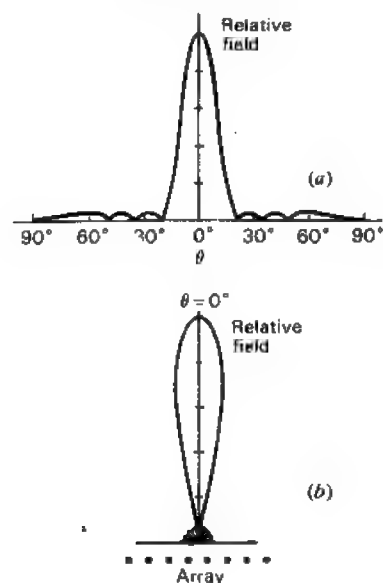 Relative
field
(a)
90° 60° 30° 0° 30° 60° 90°
θ
θ = 0°
Relative
field
(b)
Array